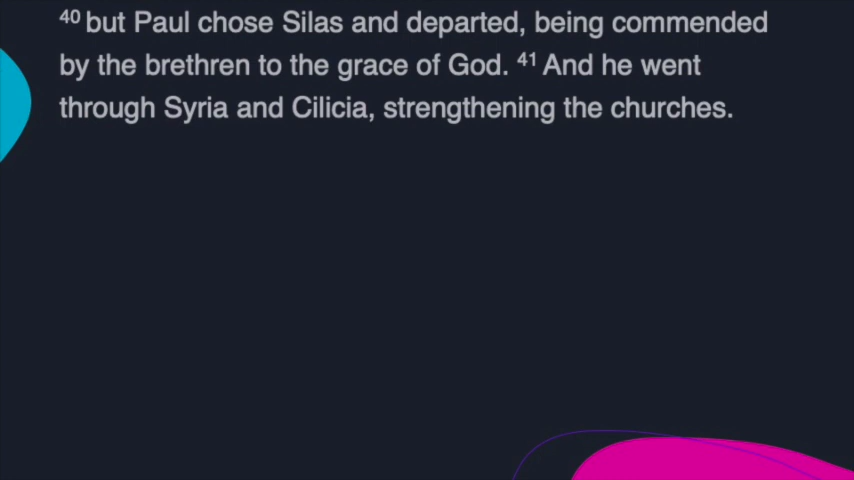 40 but Paul chose Silas and departed, being commended
by the brethren to the grace of God. 41 And he went
through Syria and Cilicia, strengthening the churches.